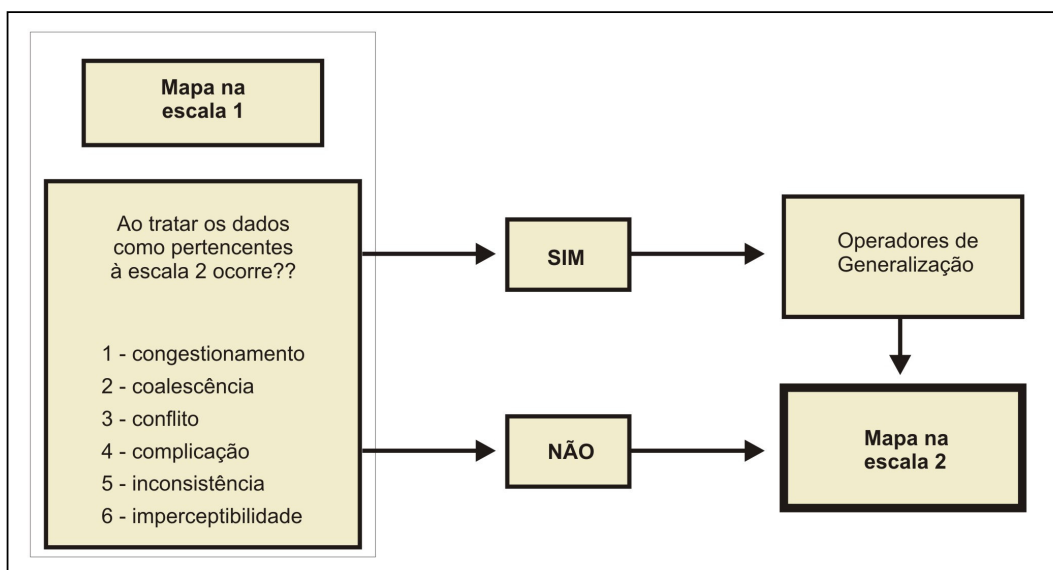 Mapa na
escala 1
Ao tratar os dados
como pertencentes
à escala 2 ocorre??
1 - congestionamento
2 - coalescência
3 - conflito
4 - complicação
5 - inconsistência
6 - imperceptibilidade
SIM
Operadores de
Generalização
NÃO
Mapa na
escala 2